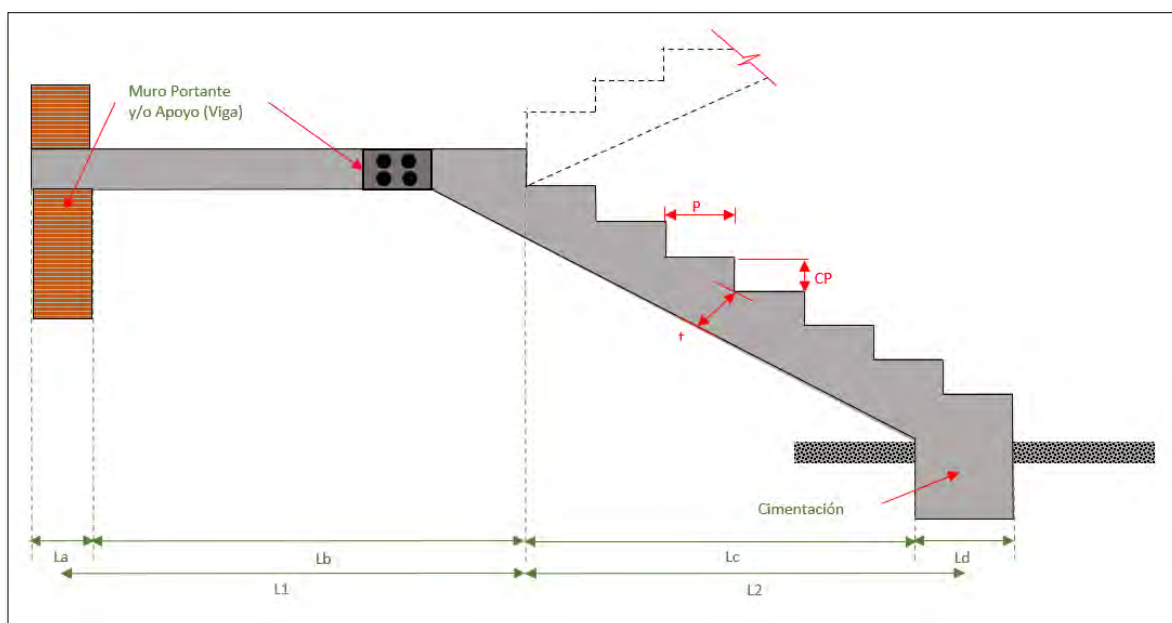 Muro Portante
y/o Apoyo (Viga)
P
CP
t
Cimentación
La
Lb
Lc
Ld
L1
L2